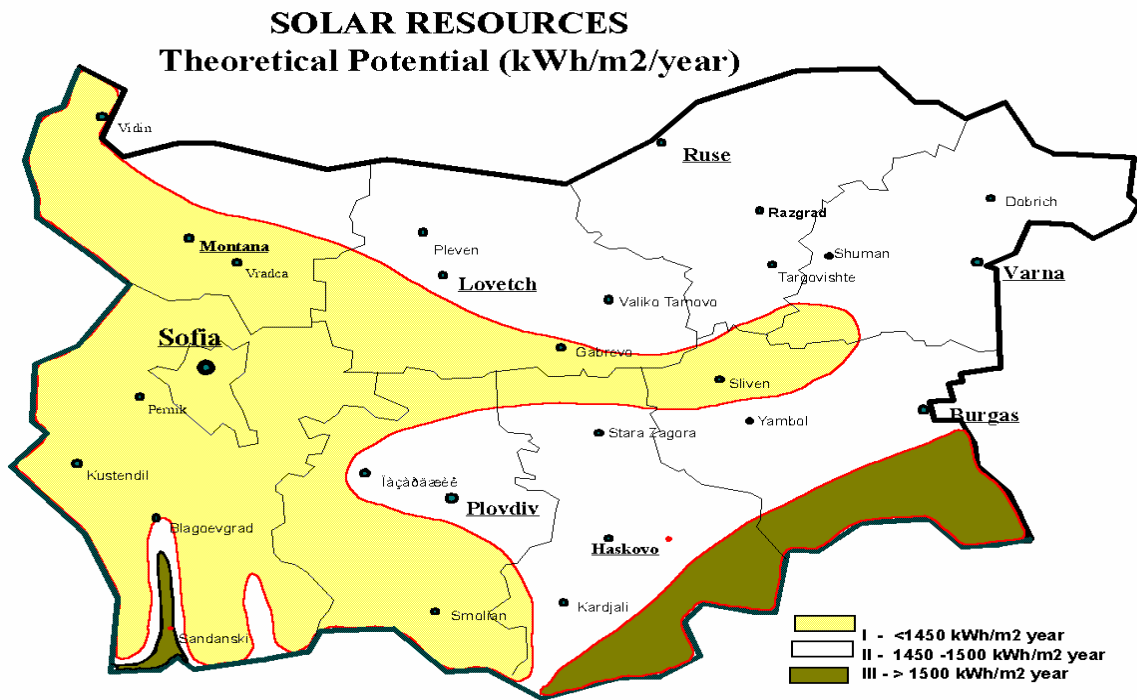 SOLAR RESOURCES
Theoretical Potential (kWh/m2/year)
Vidin
Ruse
Razgrad
Dobrich
Montana
Pleven
Shuman
Vradca
Lovetch
Targovishte
Varna
Valiko Tarnovo
Sofia
Gabrevo
Sliven
Pernik
Burgas
Yambol
Stara Zagora
Kustendil
Ïàçàðäæèê
Plovdiv
Blagoevgrad
Haskovo
Kardjali
Smolian
Sandanski
I - <1450 kWh/m2 year
II - 1450 -1500 kWh/m2 year
III - > 1500 kWh/m2 year